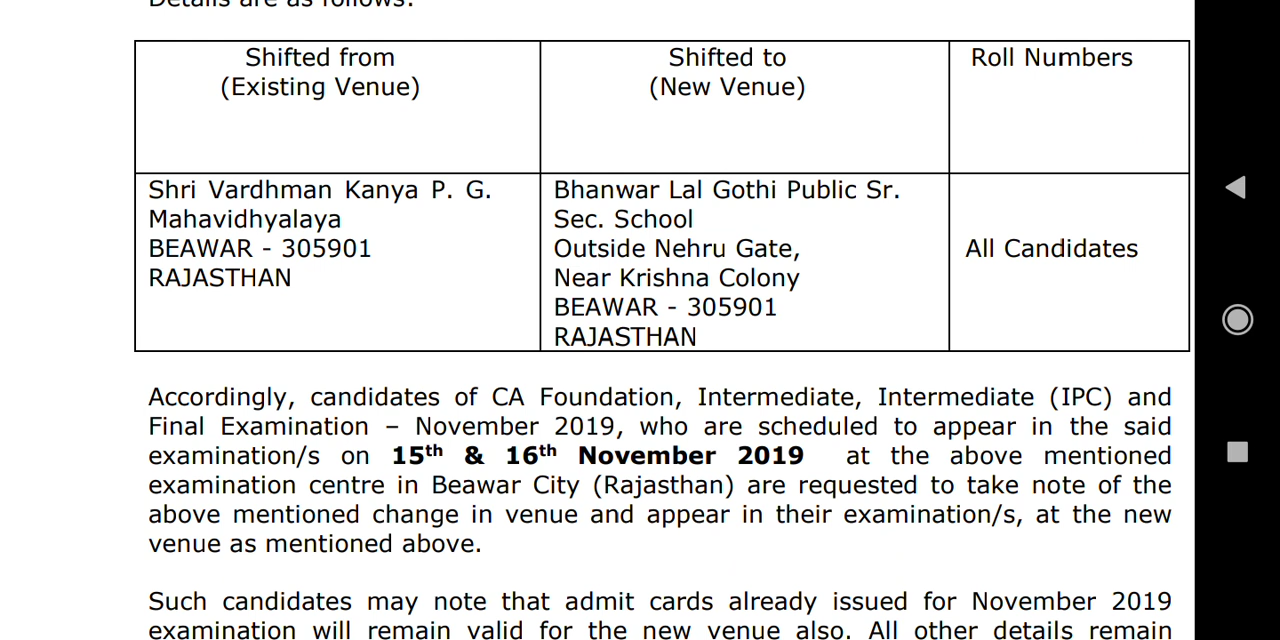 Details are as follows:
Shifted from
(Existing Venue)
Shifted to
(New Venue)
Roll Numbers
Shri Vardhman Kanya P. G.
Mahavidhyalaya
BEAWAR - 305901
RAJASTHAN
Bhanwar Lal Gothi Public Sr.
Sec. School
Outside Nehru Gate,
Near Krishna Colony
BEAWAR - 305901
RAJASTHAN
All Candidates
Accordingly, candidates of CA Foundation, Intermediate, Intermediate (IPC) and
Final Examination – November 2019, who are scheduled to appear in the said
examination/s on 15th & 16th November 2019 at the above mentioned
examination centre in Beawar City (Rajasthan) are requested to take note of the
above mentioned change in venue and appear in their examination/s, at the new
venue as mentioned above.
Such candidates may note that admit cards already issued for November 2019
examination will remain valid for the new venue also. All other details remain